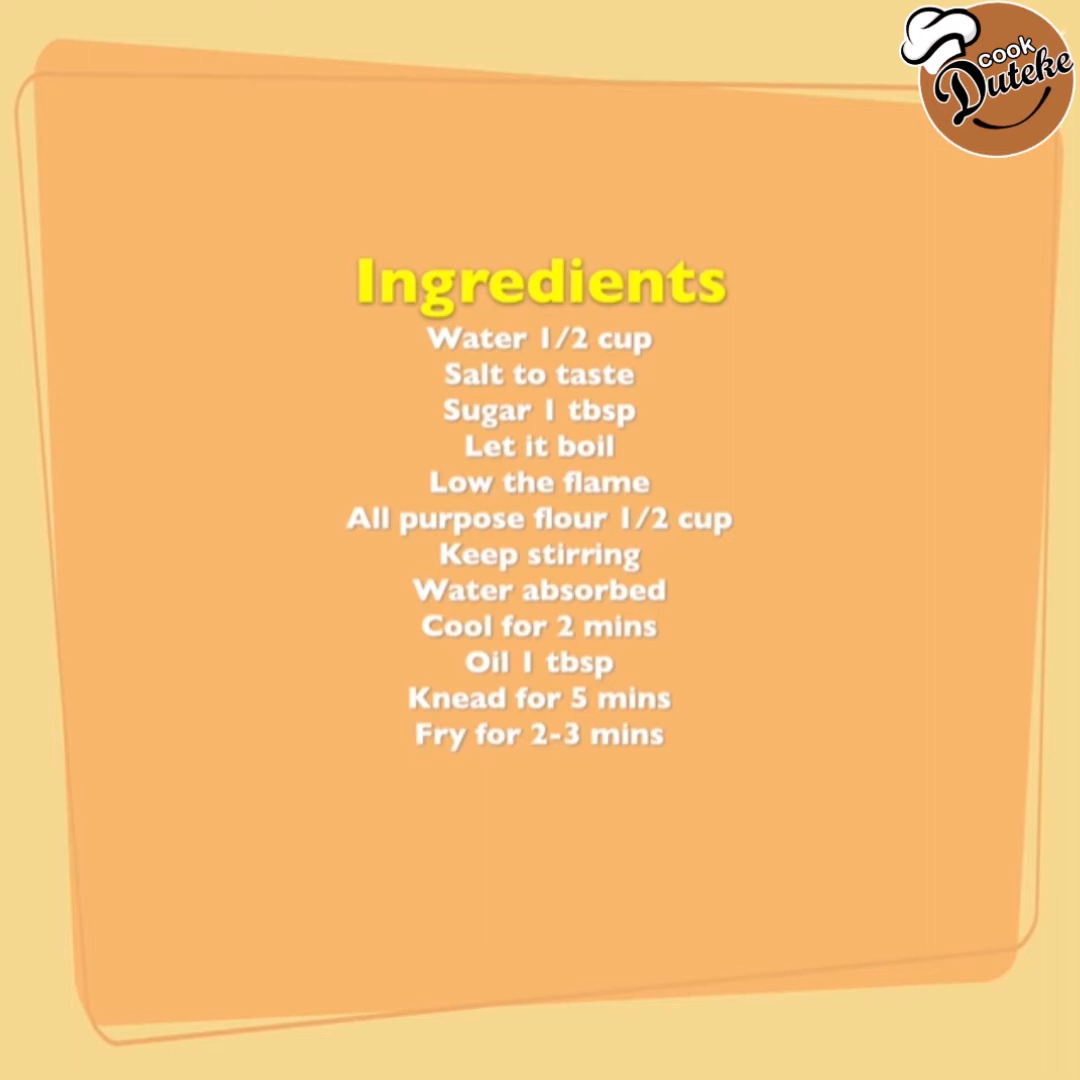 cook
Duteke
Ingredients
Water 1/2 cup
Salt to taste
Sugar 1 tbsp
Let it boil
Low the flame
All purpose flour 1/2 cup
Keep stirring
Water absorbed
Cool for 2 mins
Oil 1 tbsp
Knead for 5 mins
Fry for 2-3 mins